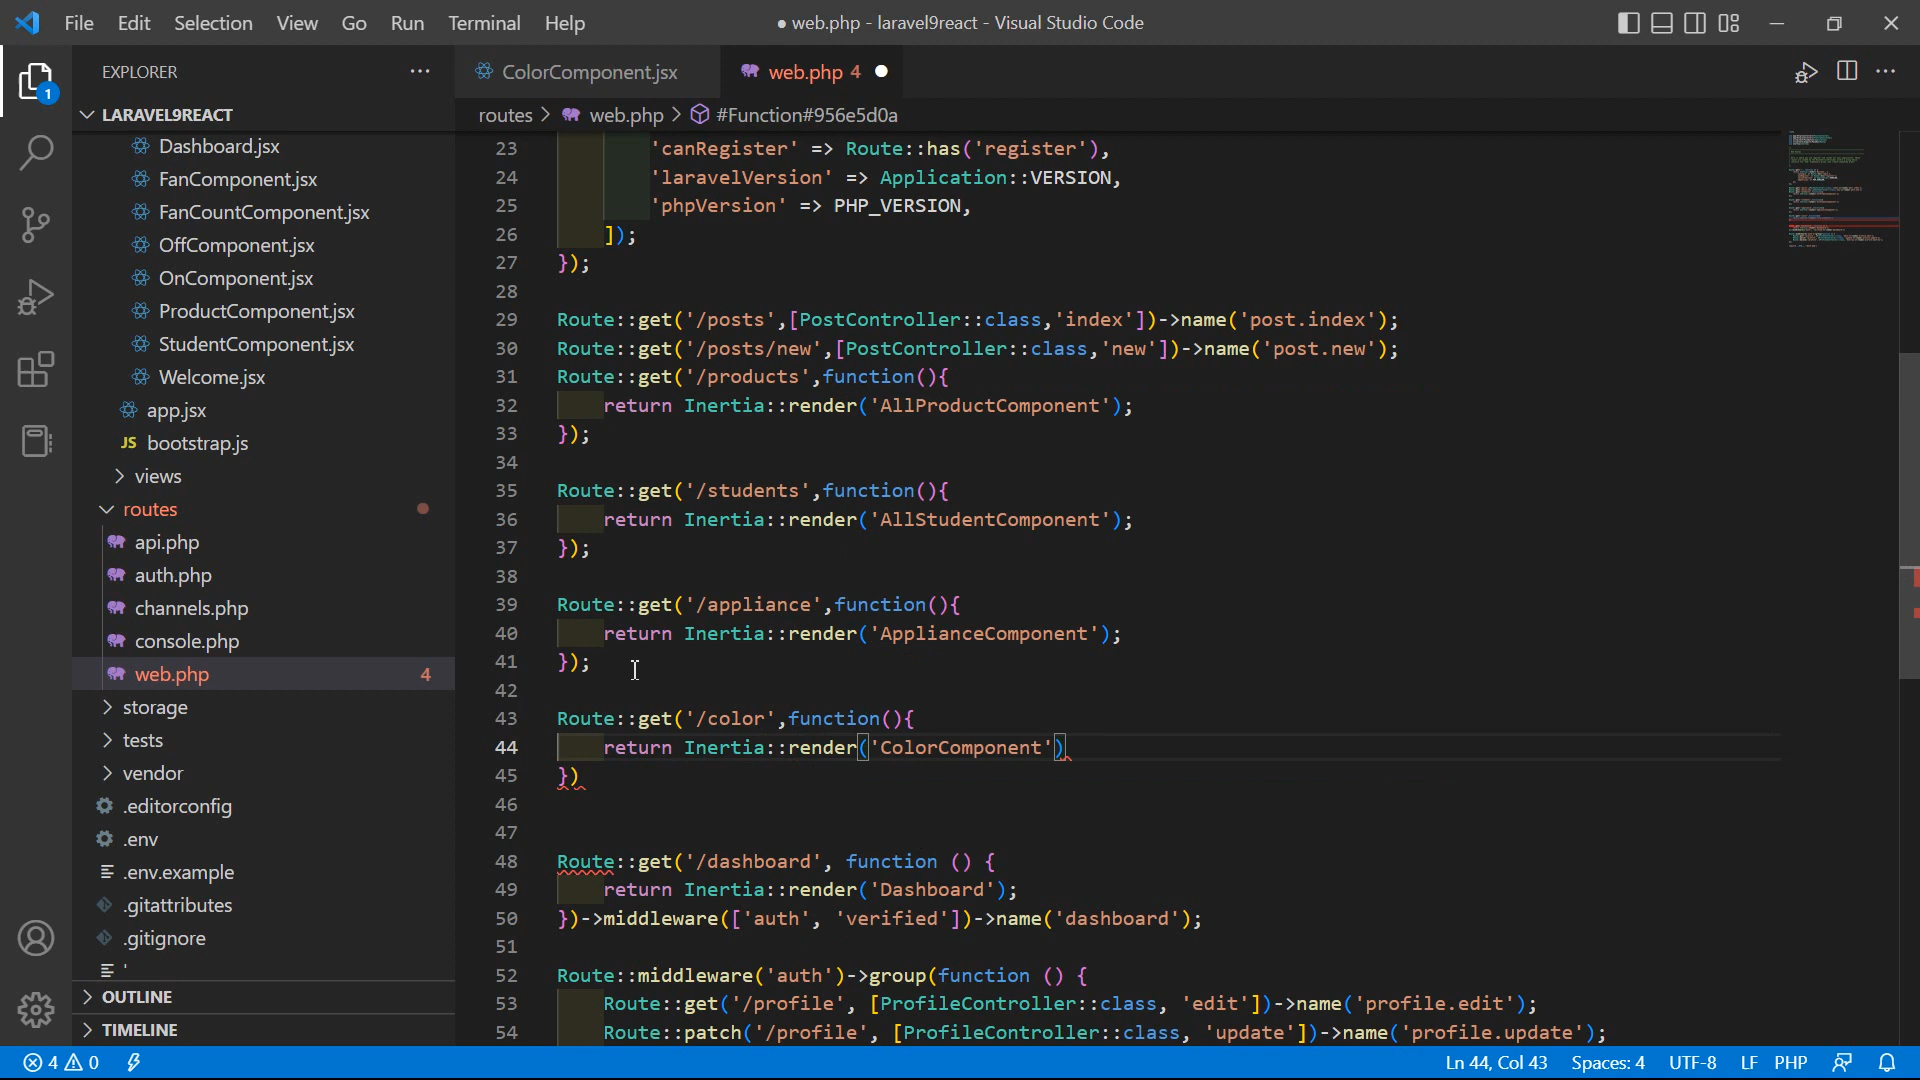 File Edit Selection View Go Run Terminal Help
● web.php - laravel9react - Visual Studio Code
EXPLORER
LARAVEL9REACT
Dashboard.jsx
FanComponent.jsx
FanCountComponent.jsx
OffComponent.jsx
OnComponent.jsx
ProductComponent.jsx
StudentComponent.jsx
Welcome.jsx
app.jsx
JS bootstrap.js
views
routes
api.php
auth.php
channels.php
console.php
web.php 4
storage
tests
vendor
.editorconfig
.env
.env.example
.gitattributes
.gitignore
'
OUTLINE
TIMELINE
1
ColorComponent.jsx
web.php 4
routes > web.php > #Function#956e5d0a
23 'canRegister' => Route::has('register'),
24 'laravelVersion' => Application::VERSION,
25 'phpVersion' => PHP_VERSION,
26 ]);
27 });
28
29 Route::get('/posts',[PostController::class,'index'])->name('post.index');
30 Route::get('/posts/new',[PostController::class,'new'])->name('post.new');
31 Route::get('/products',function(){
32 return Inertia::render('AllProductComponent');
33 });
34
35 Route::get('/students',function(){
36 return Inertia::render('AllStudentComponent');
37 });
38
39 Route::get('/appliance',function(){
40 return Inertia::render('ApplianceComponent');
41 });
42
43 Route::get('/color',function(){
44 return Inertia::render('ColorComponent')
45 })
46
47
48 Route::get('/dashboard', function () {
49 return Inertia::render('Dashboard');
50 })->middleware(['auth', 'verified'])->name('dashboard');
51
52 Route::middleware('auth')->group(function () {
53 Route::get('/profile', [ProfileController::class, 'edit'])->name('profile.edit');
54 Route::patch('/profile', [ProfileController::class, 'update'])->name('profile.update');
4 0
Ln 44, Col 43 Spaces: 4 UTF-8 LF PHP